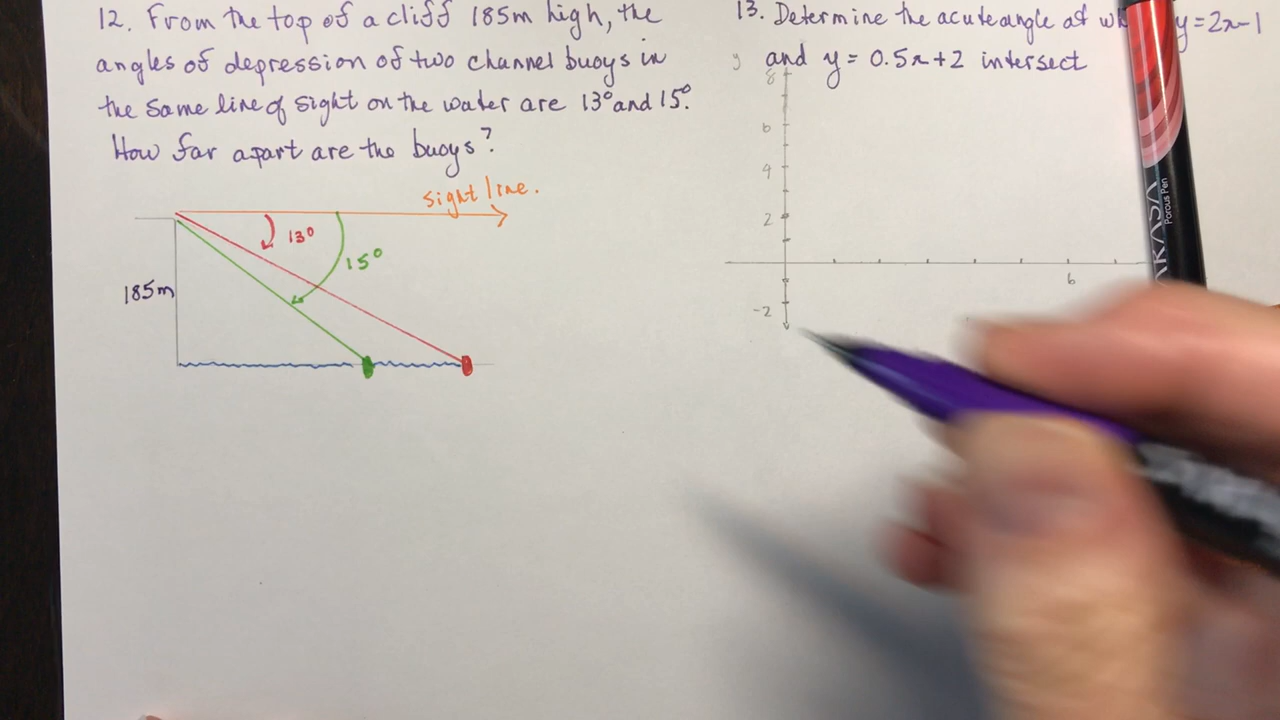 12. From the top of a cliff 185m high, the
angles of depression of two channel buoys in
the same line of sight on the water are 13° and 15°.
How far apart are the buoys?
sight line.
13°
15°
185m
13. Determine the acute angle at y=2x-1
and y = 0.5x+2 intersect
y
8
6
4
2
6
-2
AKASA
Porous Pen